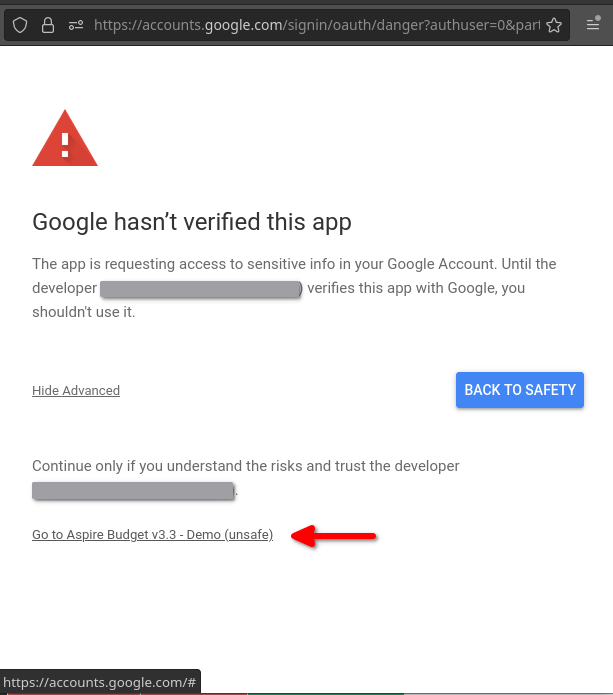 https://accounts.google.com/signin/oauth/danger?authuser=0&part
Google hasn’t verified this app
The app is requesting access to sensitive info in your Google Account. Until the
developer ) verifies this app with Google, you
shouldn't use it.
Hide Advanced
BACK TO SAFETY
Continue only if you understand the risks and trust the developer
.
Go to Aspire Budget v3.3 - Demo (unsafe)
https://accounts.google.com/#